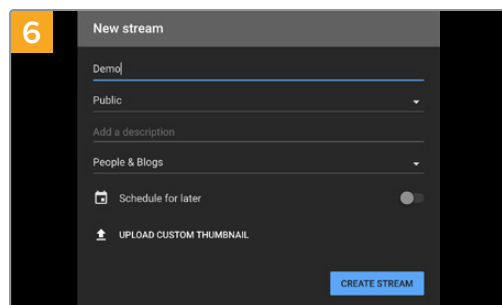 6
New stream
Demo
Public
Add a description
People & Blogs
Schedule for later
UPLOAD CUSTOM THUMBNAIL
CREATE STREAM